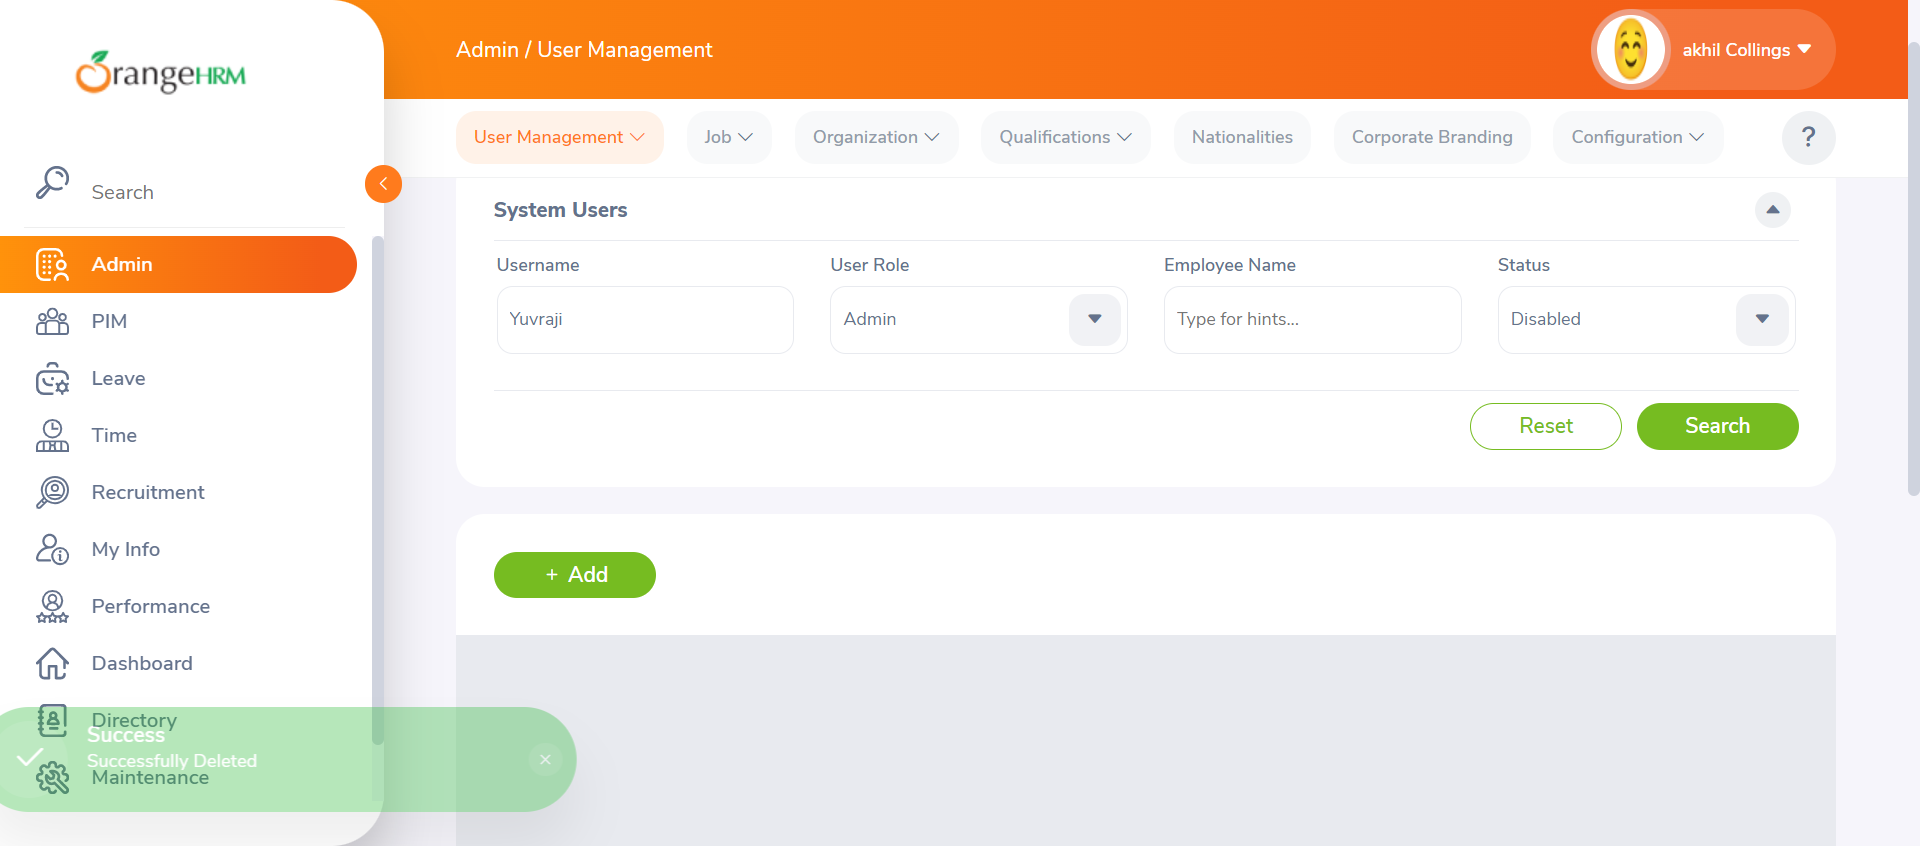 OrangeHRM
Admin / User Management
akhil Collings
User Management
Job
Organization
Qualifications
Nationalities
Corporate Branding
Configuration
?
Search
Admin
PIM
Leave
Time
Recruitment
My Info
Performance
Dashboard
Directory
Maintenance
System Users
Username
User Role
Employee Name
Status
Yuvraji
Admin
Type for hints...
Disabled
Reset
Search
+ Add
Success
Successfully Deleted